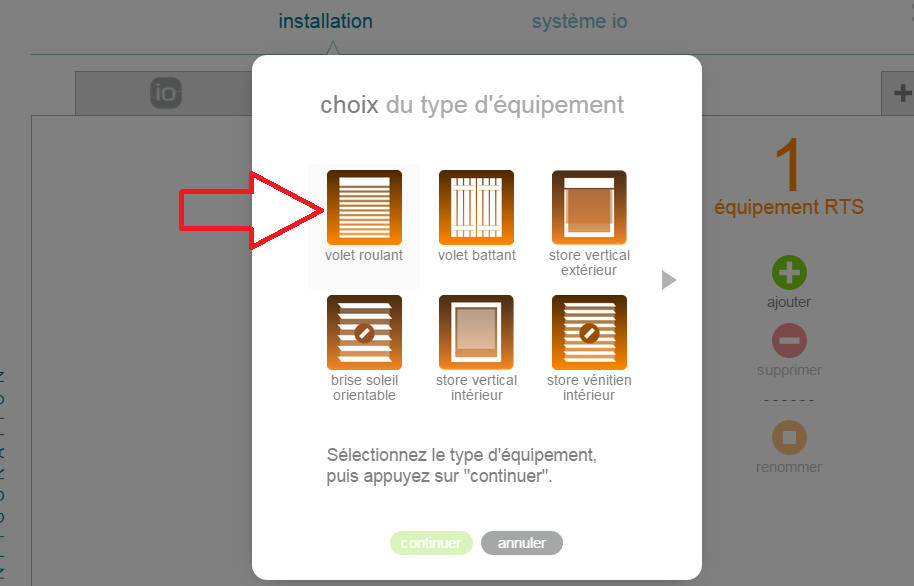 installation
système io
io
choix du type d'équipement
volet roulant
volet battant
store vertical
extérieur
brise soleil
orientable
store vertical
intérieur
store vénitien
intérieur
Sélectionnez le type d'équipement,
puis appuyez sur "continuer".
continuer
annuler
1
équipement RTS
ajouter
supprimer
renommer